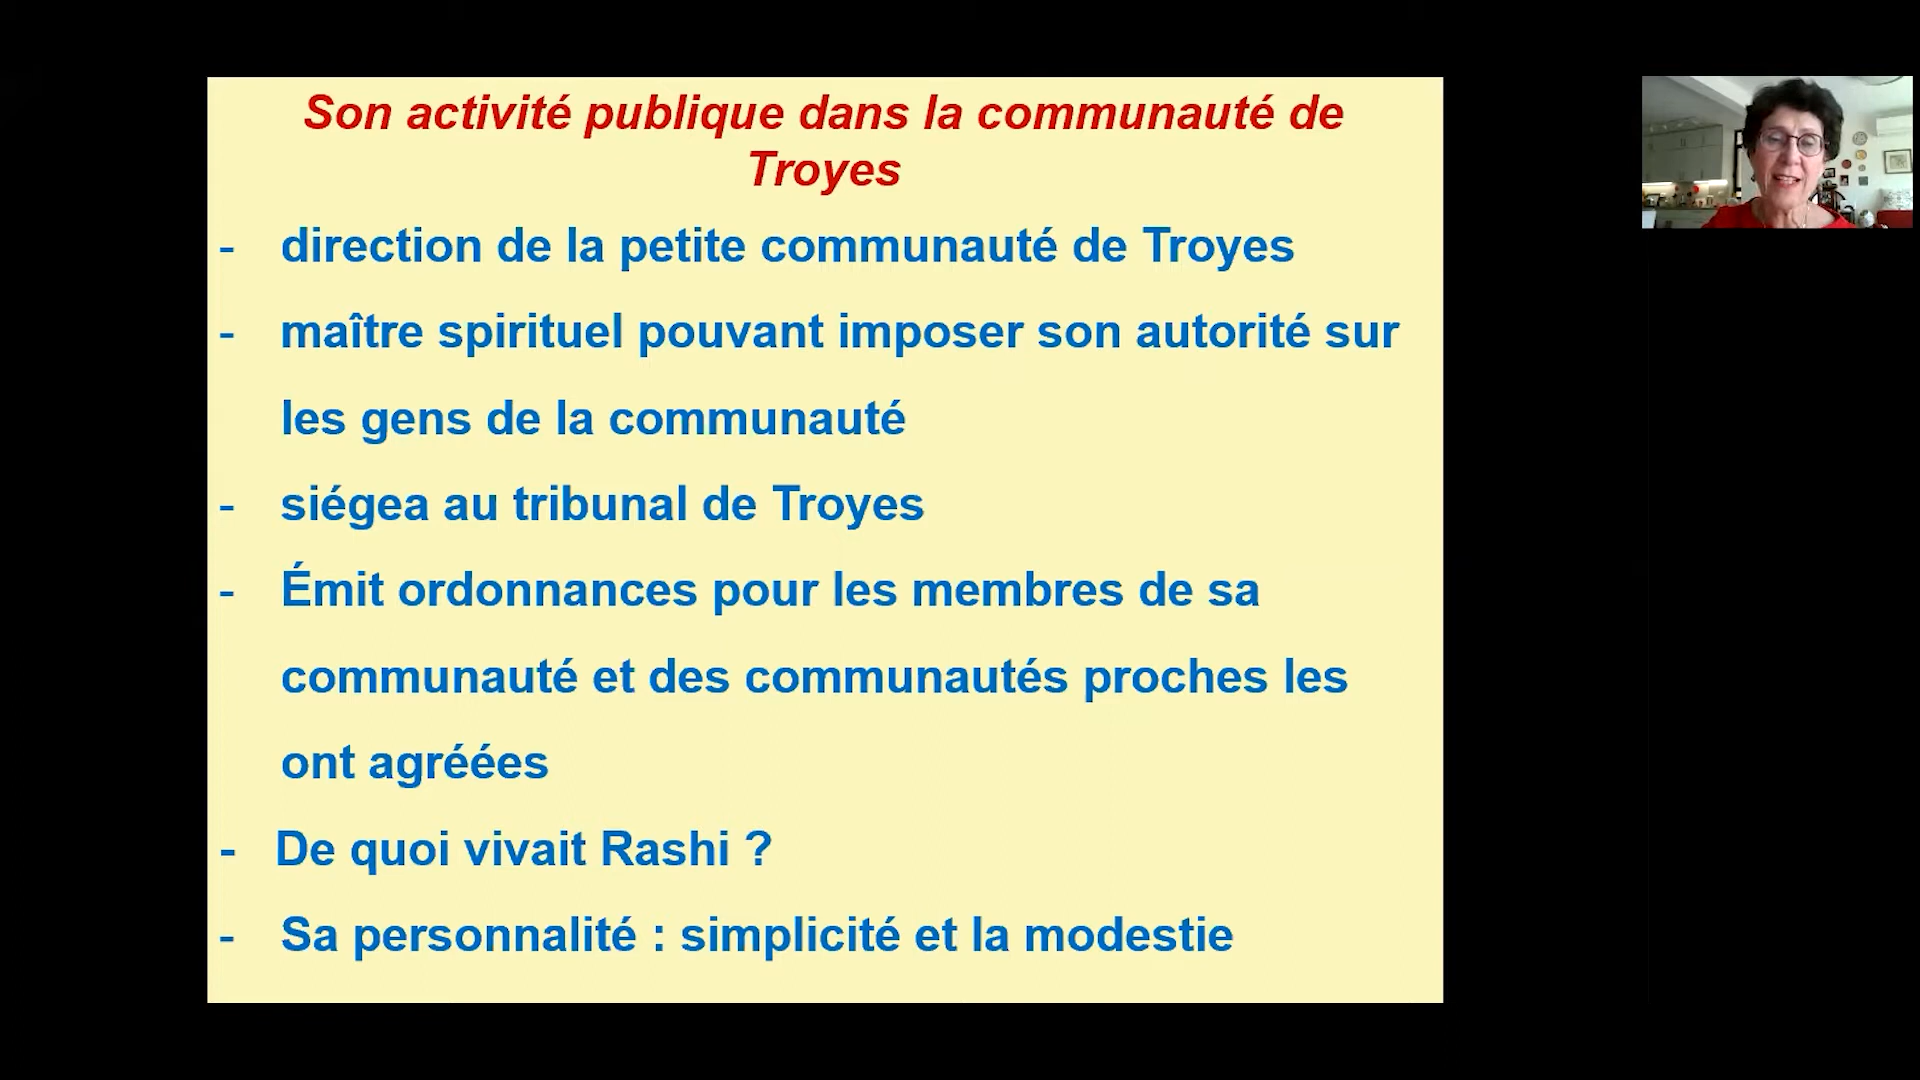 Son activité publique dans la communauté de
Troyes
- direction de la petite communauté de Troyes
- maître spirituel pouvant imposer son autorité sur
les gens de la communauté
- siégea au tribunal de Troyes
- Émit ordonnances pour les membres de sa
communauté et des communautés proches les
ont agréées
- De quoi vivait Rashi ?
- Sa personnalité : simplicité et la modestie